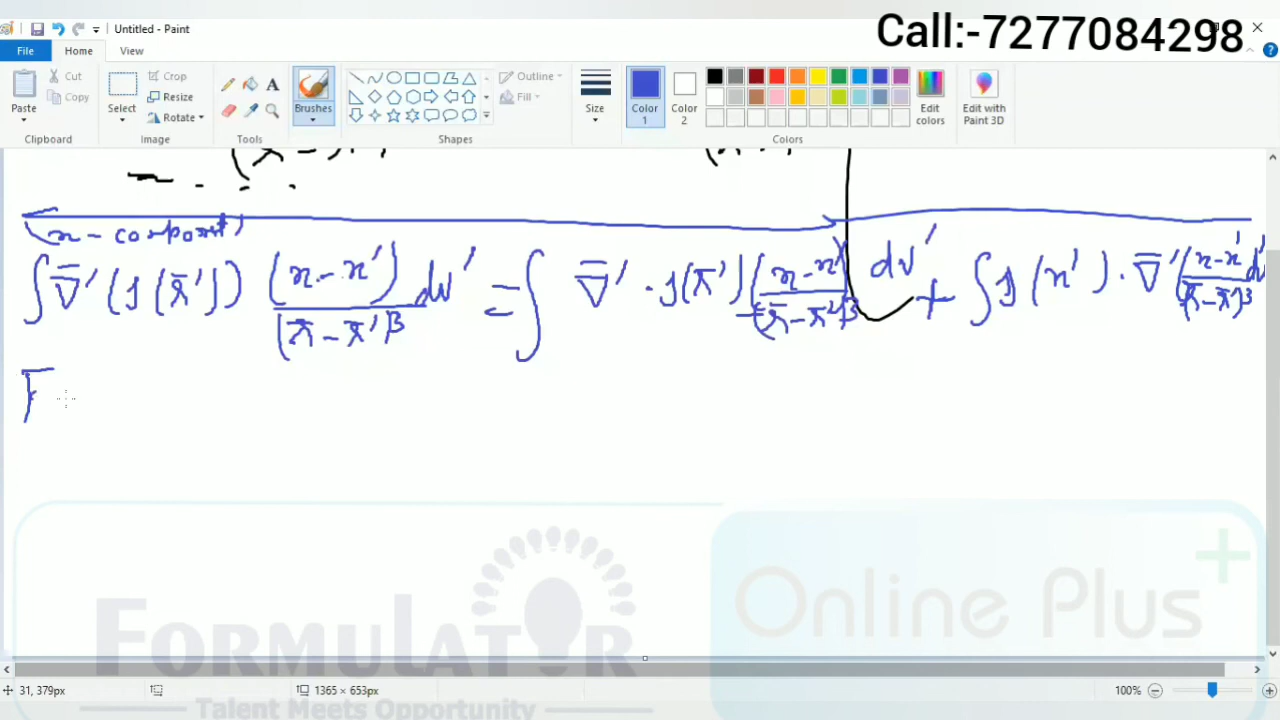 Untitled - Paint
Call:-7277084298
File Home View
Paste
Cut
Copy
Clipboard
Select
Crop
Resize
Rotate
Image
Tools
Brushes
Shapes
Outline
Fill
Size
Color 1
Color 2
Edit colors
Edit with Paint 3D
Colors
∫ ∇̄′ (J(r̄′)) (x-x′)/(r̄-r̄′)³ dv′ = ∫ ∇̄′ · J(r̄′) (x-x′)/(r̄-r̄′)³ dv′ + ∫ J(x′) · ∇̄′ (x-x′)/(r̄-r̄′)³ dv′
F
FORMULATOR
Talent Meets Opportunity
Online Plus
31, 379px
1365 × 653px
100%